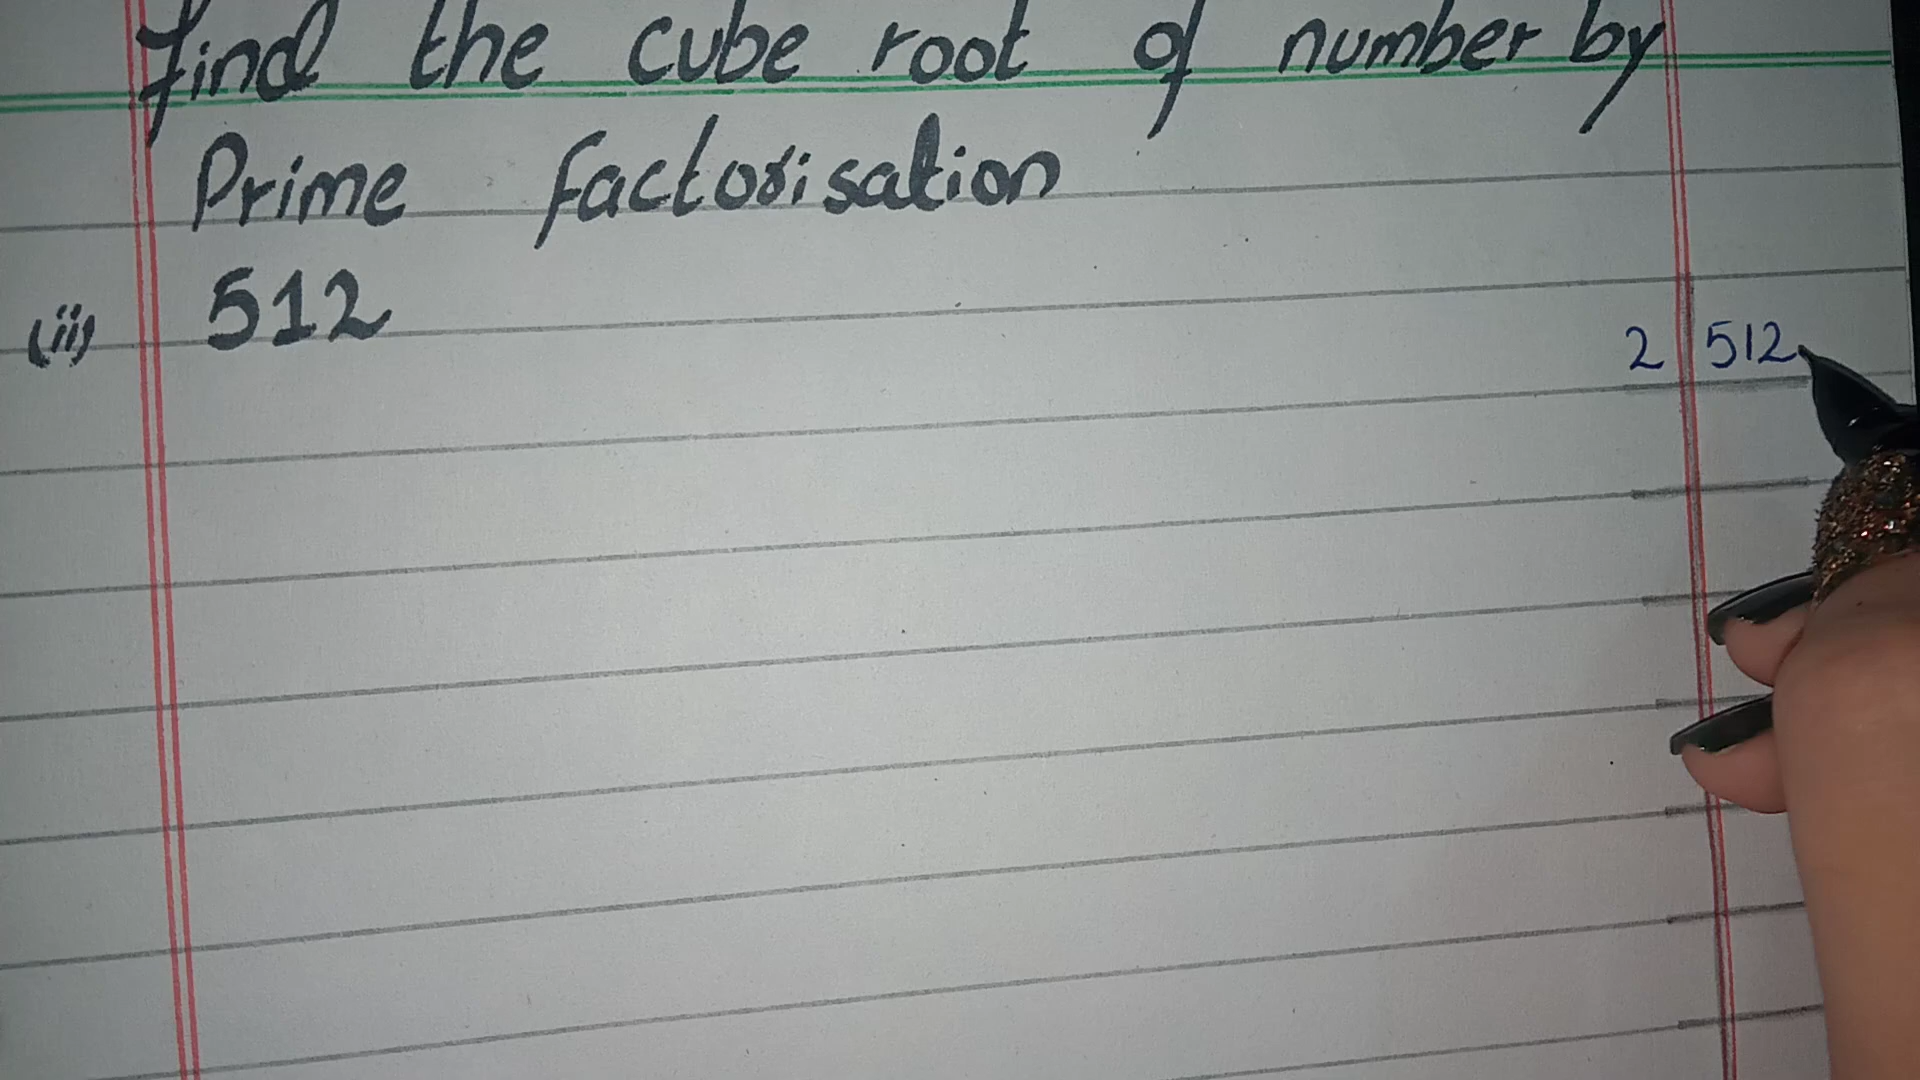 find the cube root of number by
Prime factorisation
(ii) 512
2 512